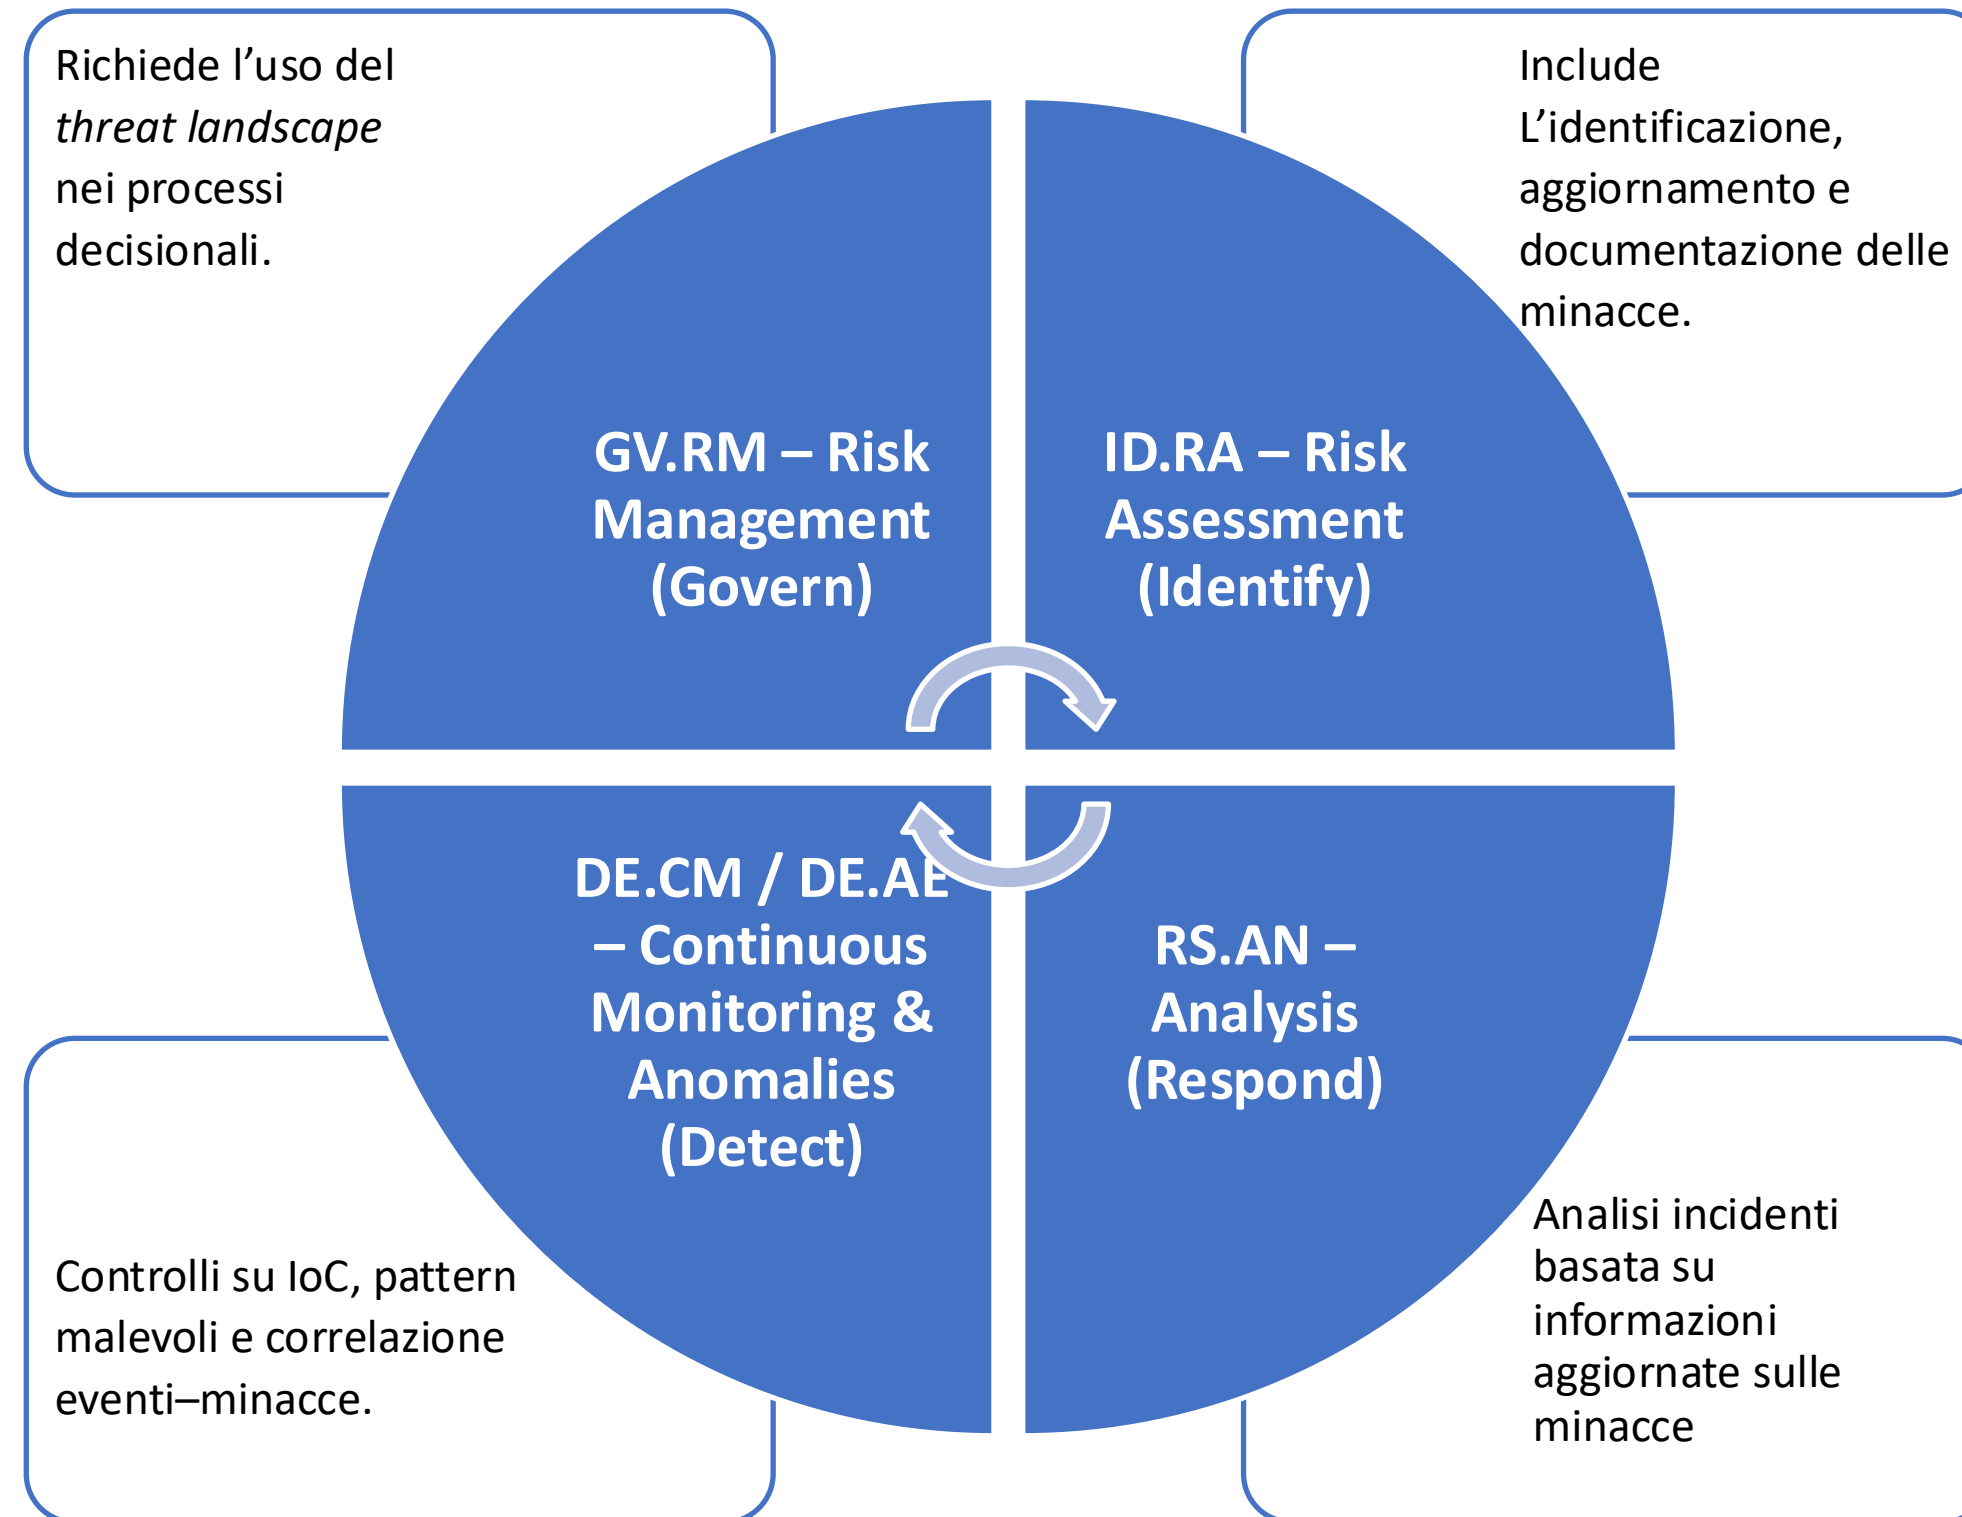 Richiede l’uso del
threat landscape
nei processi
decisionali.
Include
L’identificazione,
aggiornamento e
documentazione delle
minacce.
GV.RM – Risk
Management
(Govern)
ID.RA – Risk
Assessment
(Identify)
DE.CM / DE.AE
– Continuous
Monitoring &
Anomalies
(Detect)
RS.AN –
Analysis
(Respond)
Controlli su IoC, pattern
malevoli e correlazione
eventi–minacce.
Analisi incidenti
basata su
informazioni
aggiornate sulle
minacce